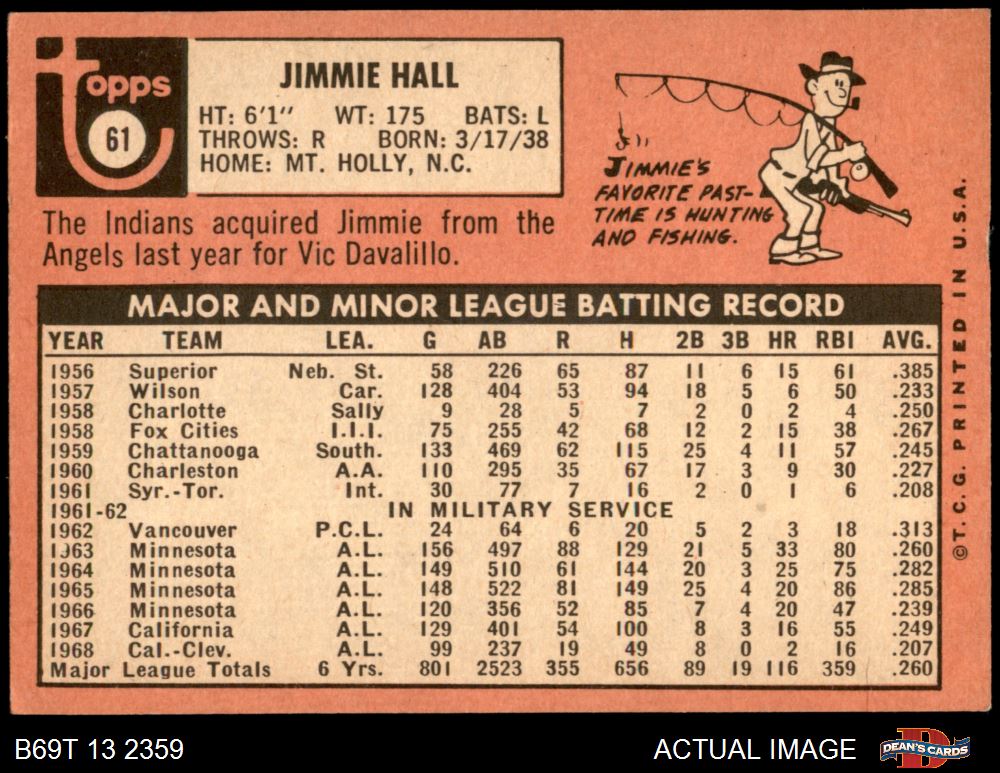 Topps
61
JIMMIE HALL
HT: 6'1" WT: 175 BATS: L
THROWS: R BORN: 3/17/38
HOME: MT. HOLLY, N.C.
The Indians acquired Jimmie from the
Angels last year for Vic Davalillo.
JIMMIE'S
FAVORITE PAST-
TIME IS HUNTING
AND FISHING.
MAJOR AND MINOR LEAGUE BATTING RECORD
YEAR TEAM LEA. G AB R H 2B 3B HR RBI AVG.
1956 Superior Neb. St. 58 226 65 87 11 6 15 61 .385
1957 Wilson Car. 128 404 53 94 18 5 6 50 .233
1958 Charlotte Sally 9 28 5 7 2 0 2 4 .250
1958 Fox Cities I.I.I. 75 255 42 68 12 2 15 38 .267
1959 Chattanooga South. 133 469 62 115 25 4 11 57 .245
1960 Charleston A.A. 110 295 35 67 17 3 9 30 .227
1961 Syr.-Tor. Int. 30 77 7 16 2 0 1 6 .208
1961-62 IN MILITARY SERVICE
1962 Vancouver P.C.L. 24 64 6 20 5 2 3 18 .313
1963 Minnesota A.L. 156 497 88 129 21 5 33 80 .260
1964 Minnesota A.L. 149 510 61 144 20 3 25 75 .282
1965 Minnesota A.L. 148 522 81 149 25 4 20 86 .285
1966 Minnesota A.L. 120 356 52 85 7 4 20 47 .239
1967 California A.L. 129 401 54 100 8 3 16 55 .249
1968 Cal.-Clev. A.L. 99 237 19 49 8 0 2 16 .207
Major League Totals 6 Yrs. 801 2523 355 656 89 19 116 359 .260
©T. C. G. PRINTED IN U.S.A.
B69T 13 2359
ACTUAL IMAGE
DEAN'S CARDS